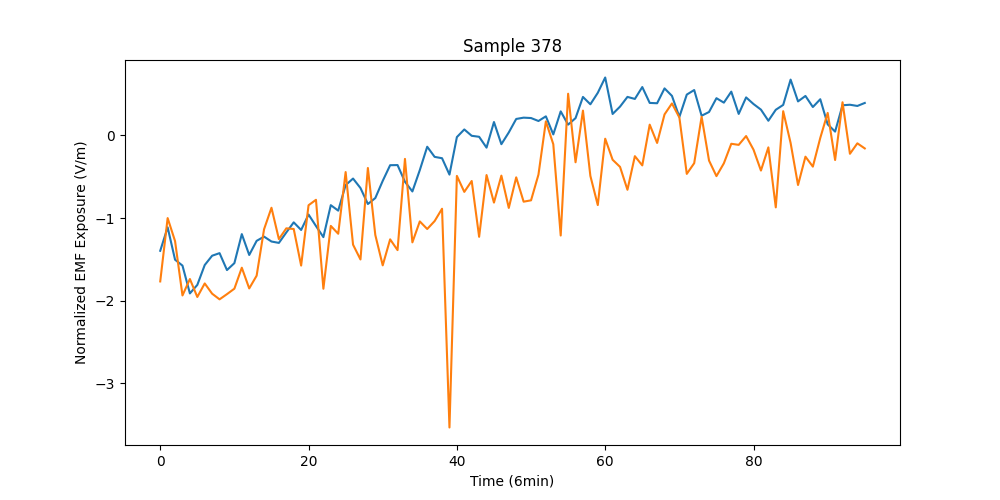 Sample 378
Normalized EMF Exposure (V/m)
0
−1
−2
−3
0 20 40 60 80
Time (6min)